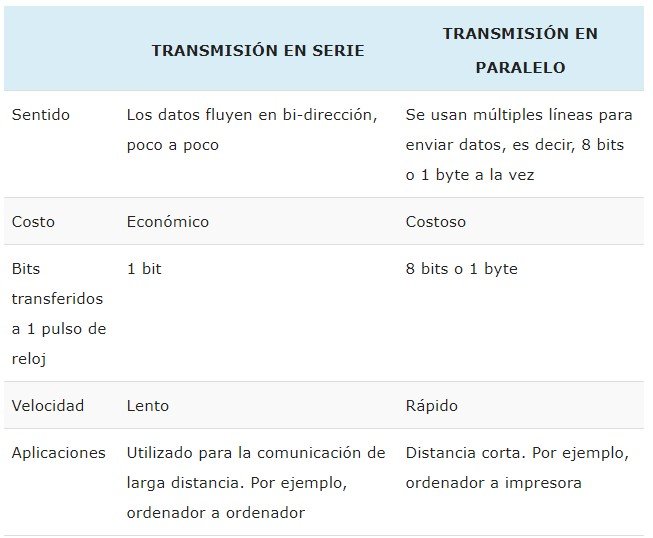 TRANSMISIÓN EN SERIE
TRANSMISIÓN EN
PARALELO
Sentido
Los datos fluyen en bi-dirección,
poco a poco
Se usan múltiples líneas para
enviar datos, es decir, 8 bits
o 1 byte a la vez
Costo
Económico
Costoso
Bits
transferidos
a 1 pulso de
reloj
1 bit
8 bits o 1 byte
Velocidad
Lento
Rápido
Aplicaciones
Utilizado para la comunicación de
larga distancia. Por ejemplo,
ordenador a ordenador
Distancia corta. Por ejemplo,
ordenador a impresora